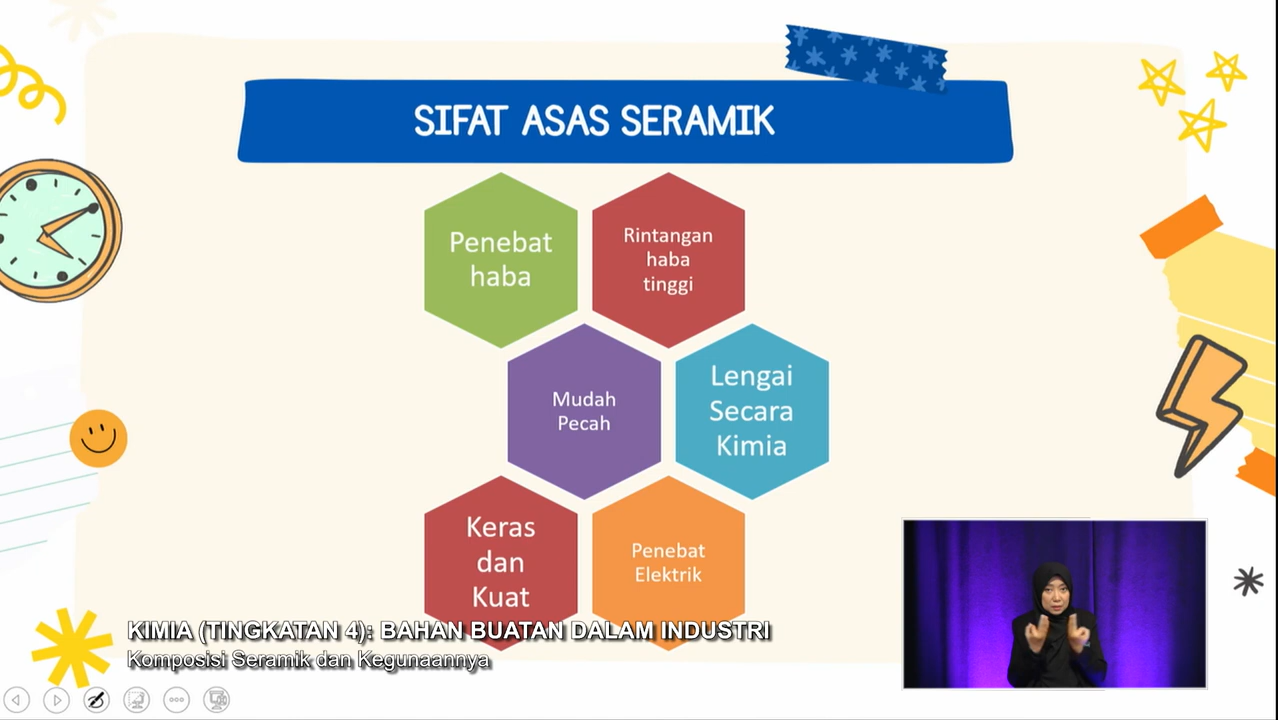 SIFAT ASAS SERAMIK
Penebat
haba
Rintangan
haba
tinggi
Mudah
Pecah
Lengai
Secara
Kimia
Keras
dan
Kuat
Penebat
Elektrik
KIMIA (TINGKATAN 4): BAHAN BUATAN DALAM INDUSTRI
Komposisi Seramik dan Kegunaannya